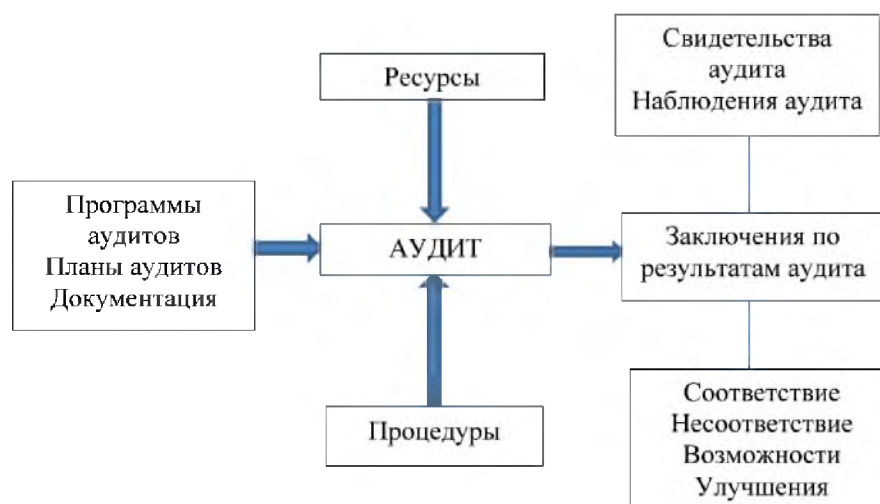 Ресурсы
Свидетельства
аудита
Наблюдения аудита
Программы
аудитов
Планы аудитов
Документация
АУДИТ
Заключения по
результатам аудита
Процедуры
Соответствие
Несоответствие
Возможности
Улучшения